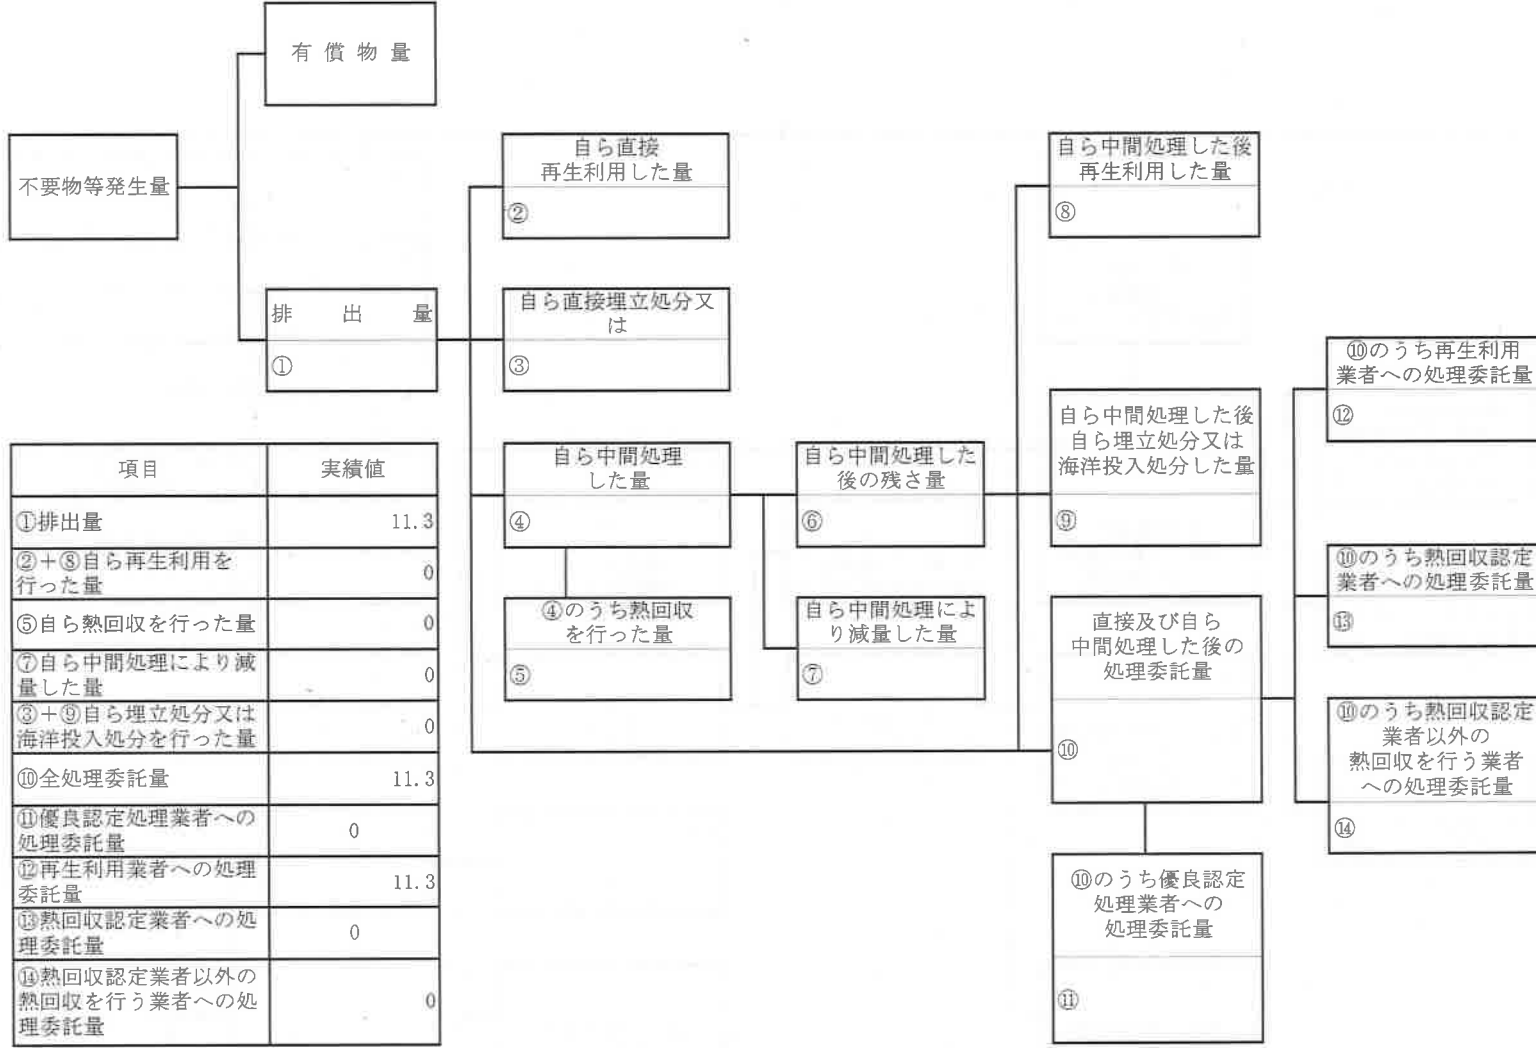 有償物量
不要物等発生量
排出量
①
自ら直接
再生利用した量
②
自ら直接埋立処分又
は
③
自ら中間処理
した量
④
④のうち熱回収
を行った量
⑤
自ら中間処理した
後の残さ量
⑥
自ら中間処理によ
り減量した量
⑦
自ら中間処理した後
再生利用した量
⑧
自ら中間処理した後
自ら埋立処分又は
海洋投入処分した量
⑨
直接及び自ら
中間処理した後の
処理委託量
⑩
⑩のうち優良認定
処理業者への
処理委託量
⑪
⑩のうち再生利用
業者への処理委託量
⑫
⑩のうち熱回収認定
業者への処理委託量
⑬
⑩のうち熱回収認定
業者以外の
熱回収を行う業者
への処理委託量
⑭
項目 実績値
①排出量 11.3
②+⑧自ら再生利用を
行った量 0
⑤自ら熱回収を行った量 0
⑦自ら中間処理により減
量した量 0
③+⑨自ら埋立処分又は
海洋投入処分を行った量 0
⑩全処理委託量 11.3
⑪優良認定処理業者への
処理委託量 0
⑫再生利用業者への処理
委託量 11.3
⑬熱回収認定業者への処
理委託量 0
⑭熱回収認定業者以外の
熱回収を行う業者への処
理委託量 0